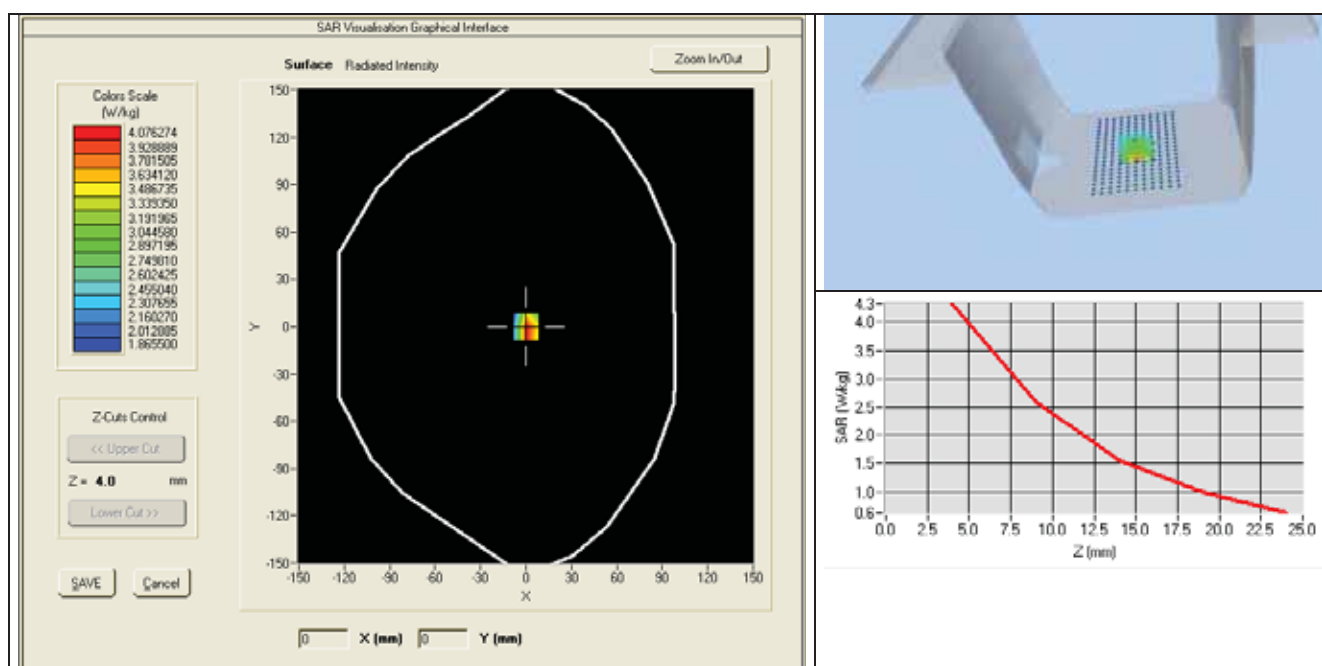 SAR Visualisation Graphical Interface
Surface Radiated Intensity
Zoom In/Out
Colors Scale
(W/kg)
4.076274
3.928889
3.781505
3.634120
3.486735
3.339350
3.191965
3.044580
2.897195
2.749810
2.602425
2.455040
2.307655
2.160270
2.012885
1.865500
Z-Cuts Control
<< Upper Cut
Z = 4.0 mm
Lower Cut >>
SAVE Cancel
150
120
90
60
30
0
-30
-60
-90
-120
-150
Y
-150 -120 -90 -60 -30 0 30 60 90 120 150
X
0 X (mm) 0 Y (mm)
4.3
4.0
3.5
3.0
2.5
2.0
1.5
1.0
0.6
SAR (W/kg)
0.0 2.5 5.0 7.5 10.0 12.5 15.0 17.5 20.0 22.5 25.0
Z (mm)